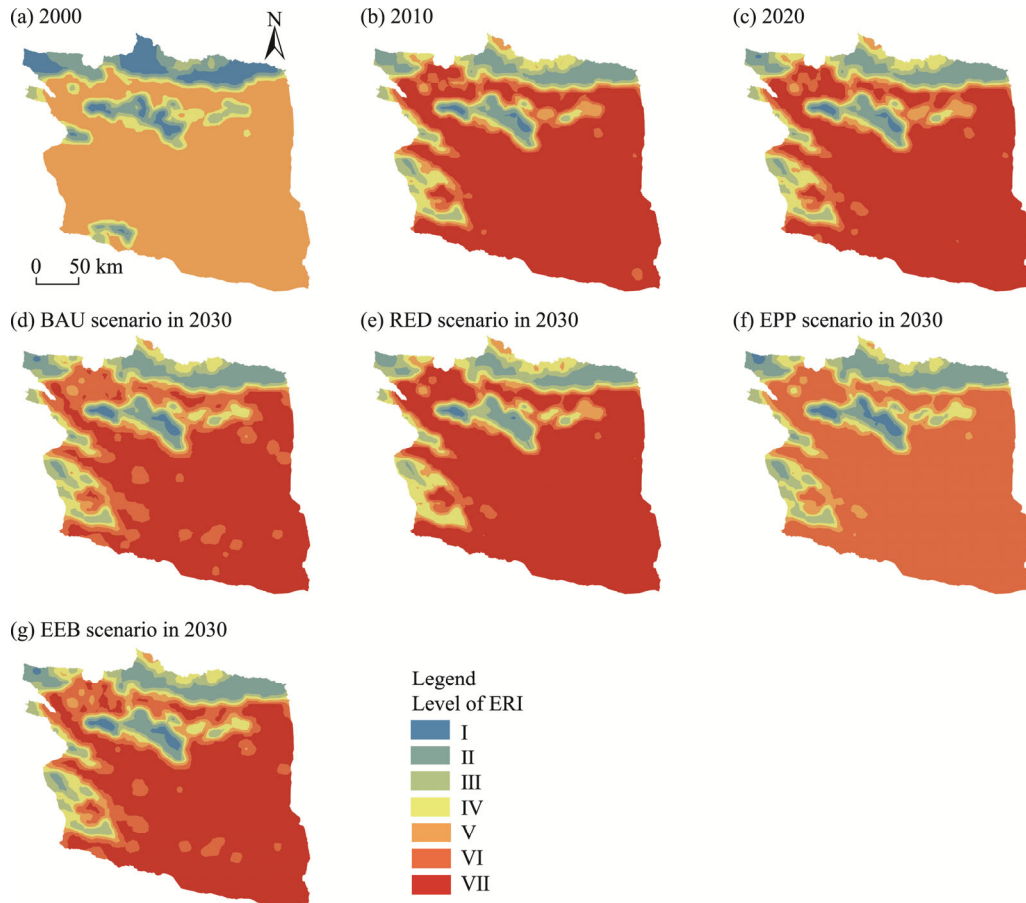 (a) 2000
N
(b) 2010
(c) 2020
0 50 km
(d) BAU scenario in 2030
(e) RED scenario in 2030
(f) EPP scenario in 2030
(g) EEB scenario in 2030
Legend
Level of ERI
I
II
III
IV
V
VI
VII